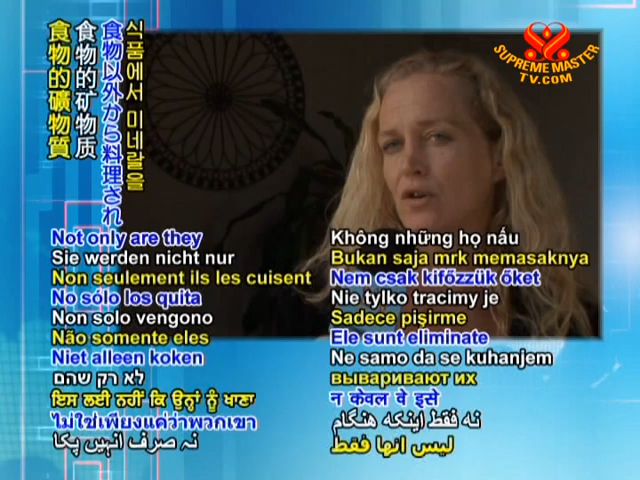 SUPREME MASTER
TV.COM
식품에서 미네랄을
食物以外から料理され
食物的矿物质
食物的礦物質
Not only are they
Sie werden nicht nur
Non seulement ils les cuisent
No sólo los quita
Non solo vengono
Não somente eles
Niet alleen koken
לא רק שהם
ਇਸ ਲਈ ਨਹੀਂ ਕਿ ਉਨ੍ਹਾਂ ਨੂੰ ਖਾਣਾ
ไม่ใช่เพียงแค่ว่าพวกเขา
نہ صرف انہیں پکا
Không những họ nấu
Bukan saja mrk memasaknya
Nem csak kifőzzük őket
Nie tylko tracimy je
Sadece pişirme
Ele sunt eliminate
Ne samo da se kuhanjem
вываривают их
न केवल वे इसे
نه فقط اینکه هنگام
ليس انها فقط